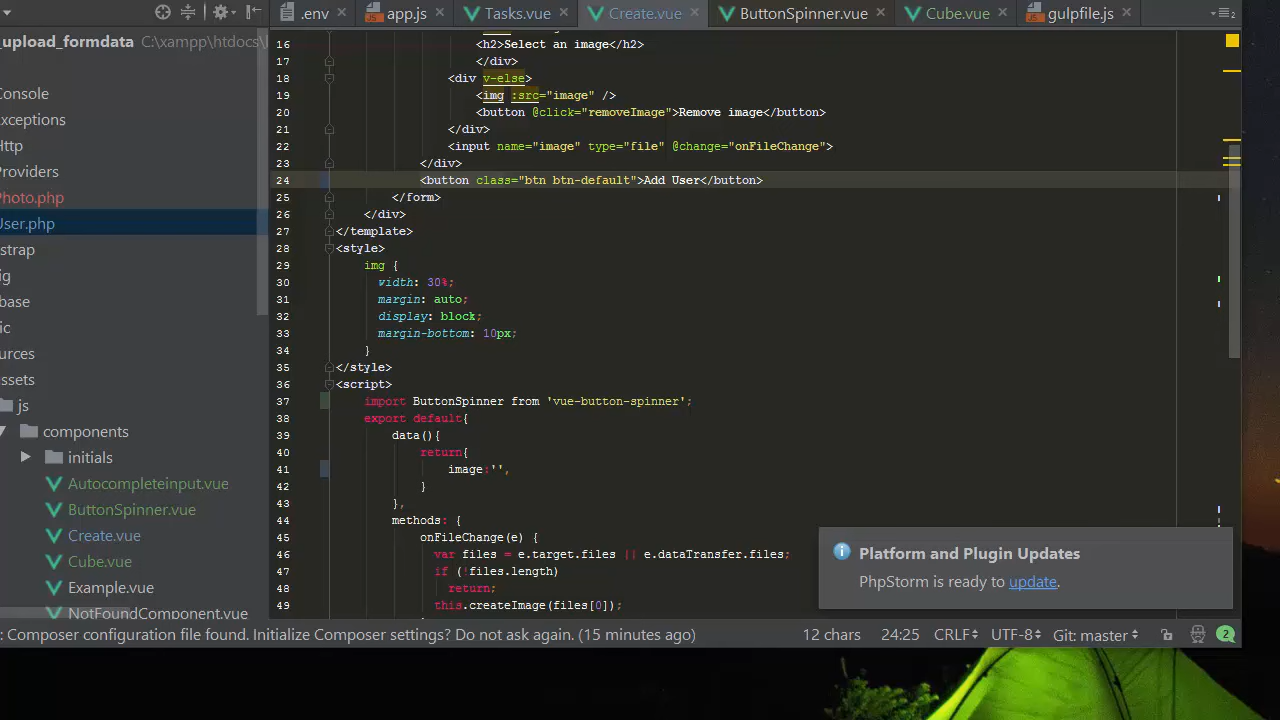 .env
app.js
Tasks.vue
Create.vue
ButtonSpinner.vue
Cube.vue
gulpfile.js
2
_upload_formdata C:\xampp\htdocs\
Console
Exceptions
Http
Providers
Photo.php
User.php
strap
ig
base
ic
urces
assets
js
components
initials
Autocompleteinput.vue
ButtonSpinner.vue
Create.vue
Cube.vue
Example.vue
NotFoundComponent.vue
16 <h2>Select an image</h2>
17 </div>
18 <div v-else>
19 <img :src="image" />
20 <button @click="removeImage">Remove image</button>
21 </div>
22 <input name="image" type="file" @change="onFileChange">
23 </div>
24 <button class="btn btn-default">Add User</button>
25 </form>
26 </div>
27 </template>
28 <style>
29 img {
30 width: 30%;
31 margin: auto;
32 display: block;
33 margin-bottom: 10px;
34 }
35 </style>
36 <script>
37 import ButtonSpinner from 'vue-button-spinner';
38 export default{
39 data(){
40 return{
41 image:'',
42 }
43 },
44 methods: {
45 onFileChange(e) {
46 var files = e.target.files || e.dataTransfer.files;
47 if (!files.length)
48 return;
49 this.createImage(files[0]);
Platform and Plugin Updates
PhpStorm is ready to update.
: Composer configuration file found. Initialize Composer settings? Do not ask again. (15 minutes ago) 12 chars 24:25 CRLF UTF-8 Git: master 2